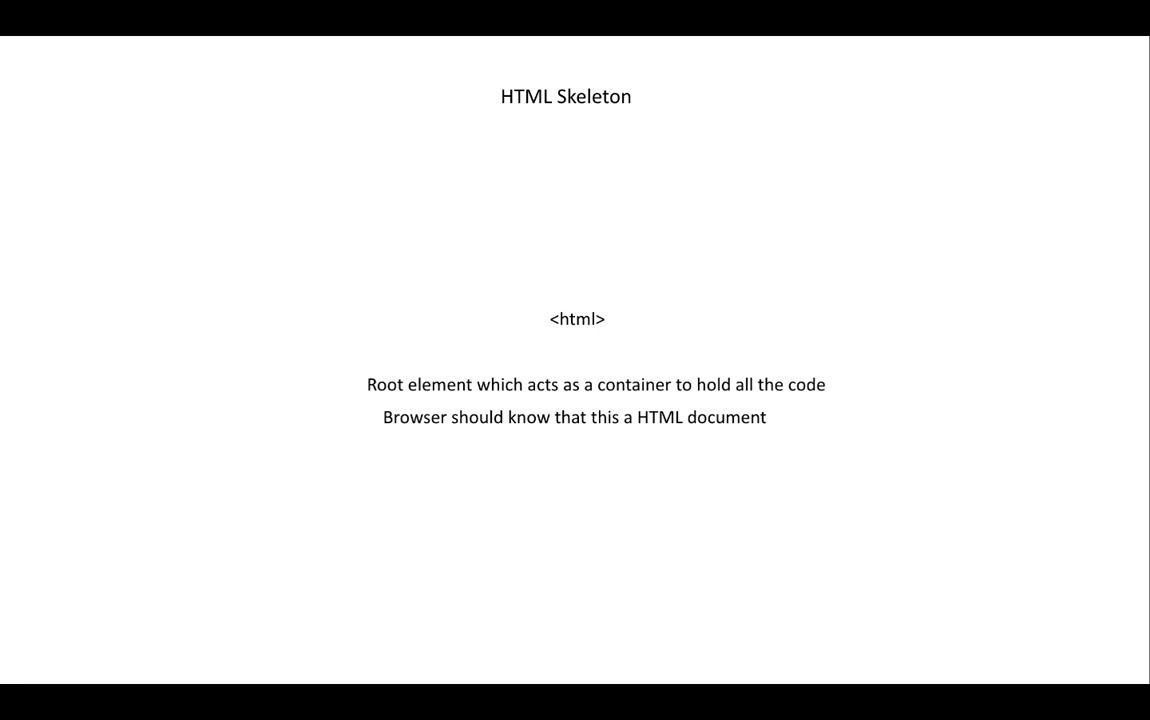 HTML Skeleton
<html>
Root element which acts as a container to hold all the code
Browser should know that this a HTML document